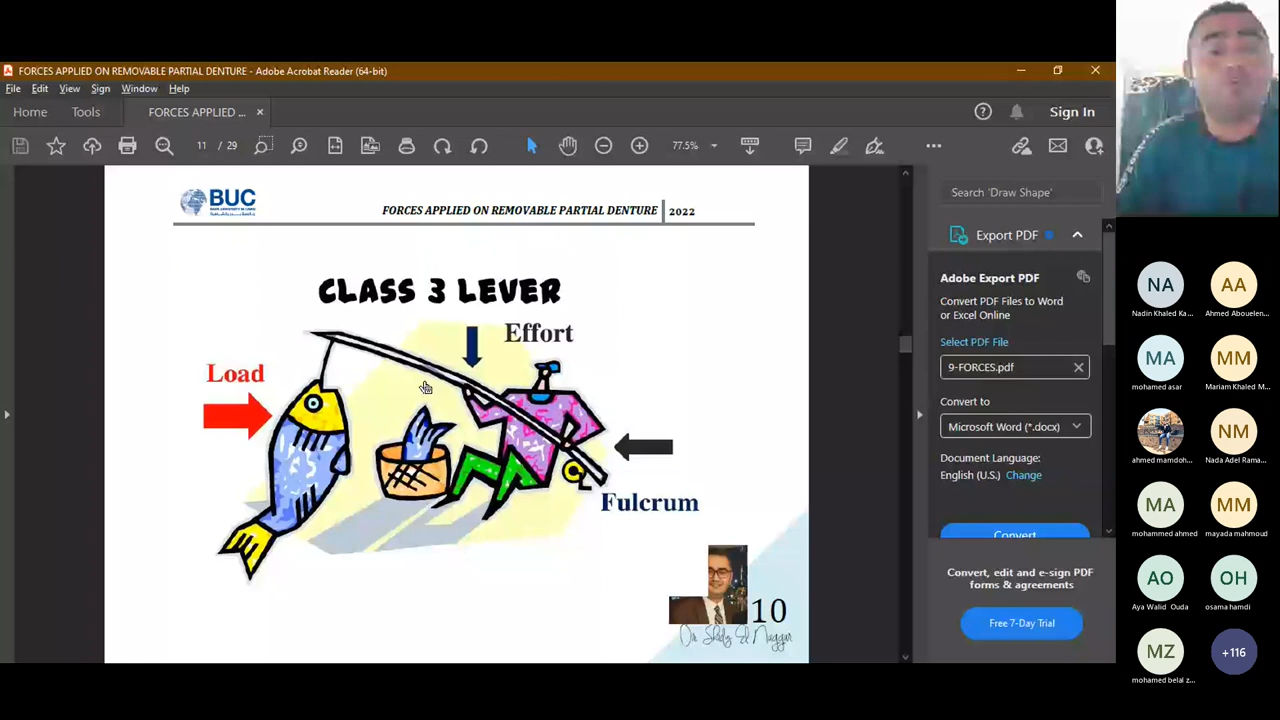 FORCES APPLIED ON REMOVABLE PARTIAL DENTURE - Adobe Acrobat Reader (64-bit)
File Edit View Sign Window Help
Home Tools FORCES APPLIED ... × Sign In
11 / 29 77.5%
BUC
FORCES APPLIED ON REMOVABLE PARTIAL DENTURE 2022
CLASS 3 LEVER
Effort
Load
Fulcrum
10
Search 'Draw Shape'
Export PDF
Adobe Export PDF
Convert PDF Files to Word
or Excel Online
Select PDF File
9-FORCES.pdf
Convert to
Microsoft Word (*.docx)
Document Language:
English (U.S.) Change
Convert
Convert, edit and e-sign PDF
forms & agreements
Free 7-Day Trial
NA AA
Nadin Khaled Ka... Ahmed Abouelen...
MA MM
mohamed asar Mariam Khaled M...
NM
ahmed mamdoh... Nada Adel Rama...
MA MM
mohammed ahmed mayada mahmoud
AO OH
Aya Walid Ouda osama hamdi
MZ +116
mohamed belal z...